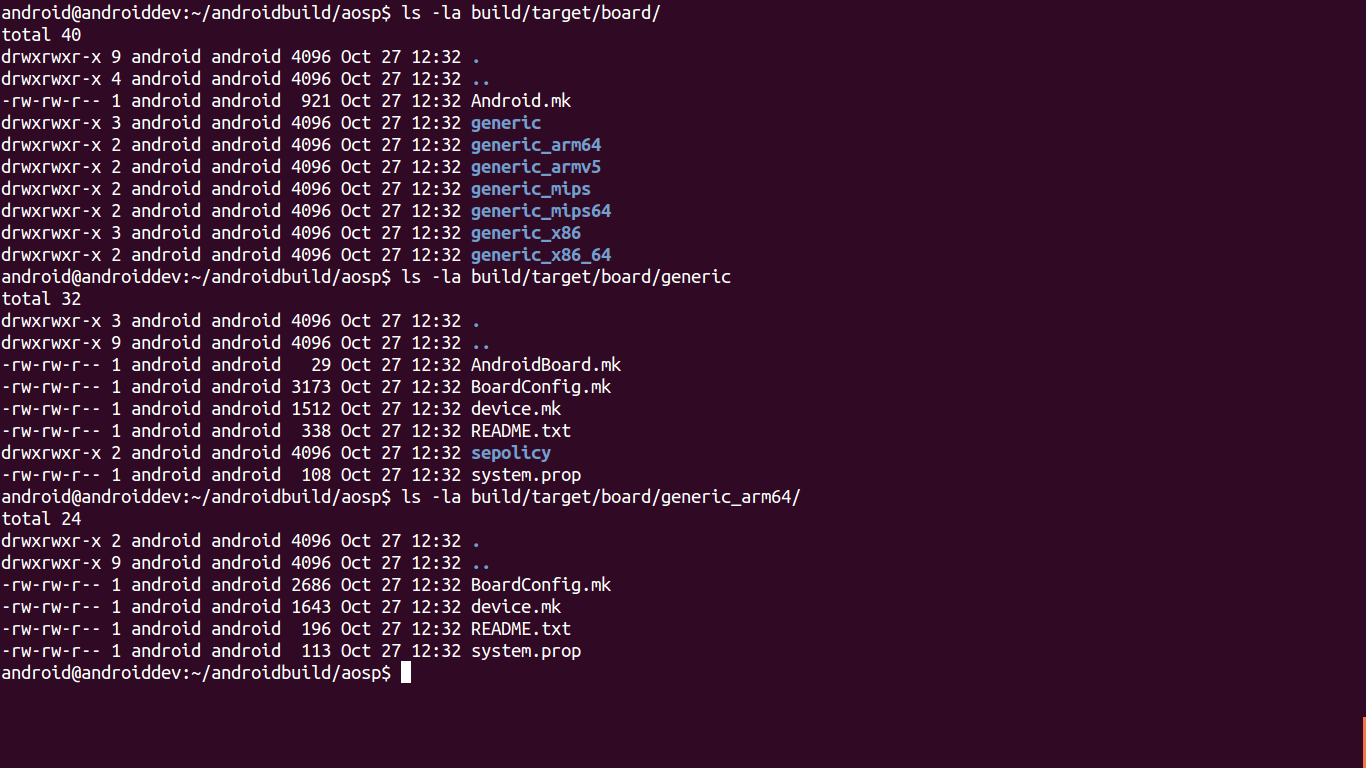 android@androiddev:~/androidbuild/aosp$ ls -la build/target/board/
total 40
drwxrwxr-x 9 android android 4096 Oct 27 12:32 .
drwxrwxr-x 4 android android 4096 Oct 27 12:32 ..
-rw-rw-r-- 1 android android  921 Oct 27 12:32 Android.mk
drwxrwxr-x 3 android android 4096 Oct 27 12:32 generic
drwxrwxr-x 2 android android 4096 Oct 27 12:32 generic_arm64
drwxrwxr-x 2 android android 4096 Oct 27 12:32 generic_armv5
drwxrwxr-x 2 android android 4096 Oct 27 12:32 generic_mips
drwxrwxr-x 2 android android 4096 Oct 27 12:32 generic_mips64
drwxrwxr-x 3 android android 4096 Oct 27 12:32 generic_x86
drwxrwxr-x 2 android android 4096 Oct 27 12:32 generic_x86_64
android@androiddev:~/androidbuild/aosp$ ls -la build/target/board/generic
total 32
drwxrwxr-x 3 android android 4096 Oct 27 12:32 .
drwxrwxr-x 9 android android 4096 Oct 27 12:32 ..
-rw-rw-r-- 1 android android   29 Oct 27 12:32 AndroidBoard.mk
-rw-rw-r-- 1 android android 3173 Oct 27 12:32 BoardConfig.mk
-rw-rw-r-- 1 android android 1512 Oct 27 12:32 device.mk
-rw-rw-r-- 1 android android  338 Oct 27 12:32 README.txt
drwxrwxr-x 2 android android 4096 Oct 27 12:32 sepolicy
-rw-rw-r-- 1 android android  108 Oct 27 12:32 system.prop
android@androiddev:~/androidbuild/aosp$ ls -la build/target/board/generic_arm64/
total 24
drwxrwxr-x 2 android android 4096 Oct 27 12:32 .
drwxrwxr-x 9 android android 4096 Oct 27 12:32 ..
-rw-rw-r-- 1 android android 2686 Oct 27 12:32 BoardConfig.mk
-rw-rw-r-- 1 android android 1643 Oct 27 12:32 device.mk
-rw-rw-r-- 1 android android  196 Oct 27 12:32 README.txt
-rw-rw-r-- 1 android android  113 Oct 27 12:32 system.prop
android@androiddev:~/androidbuild/aosp$